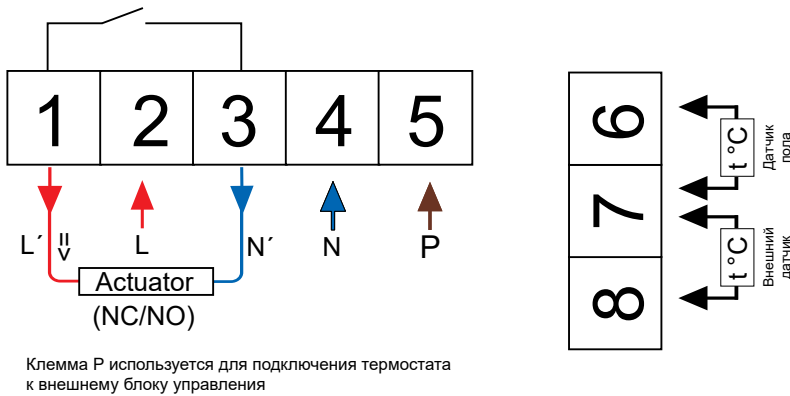 1 2 3 4 5
L´ => L N´ N P
Actuator
(NC/NO)
Клемма P используется для подключения термостата
к внешнему блоку управления
6
7
8
t °C
Датчик
пола
t °C
Внешний
датчик